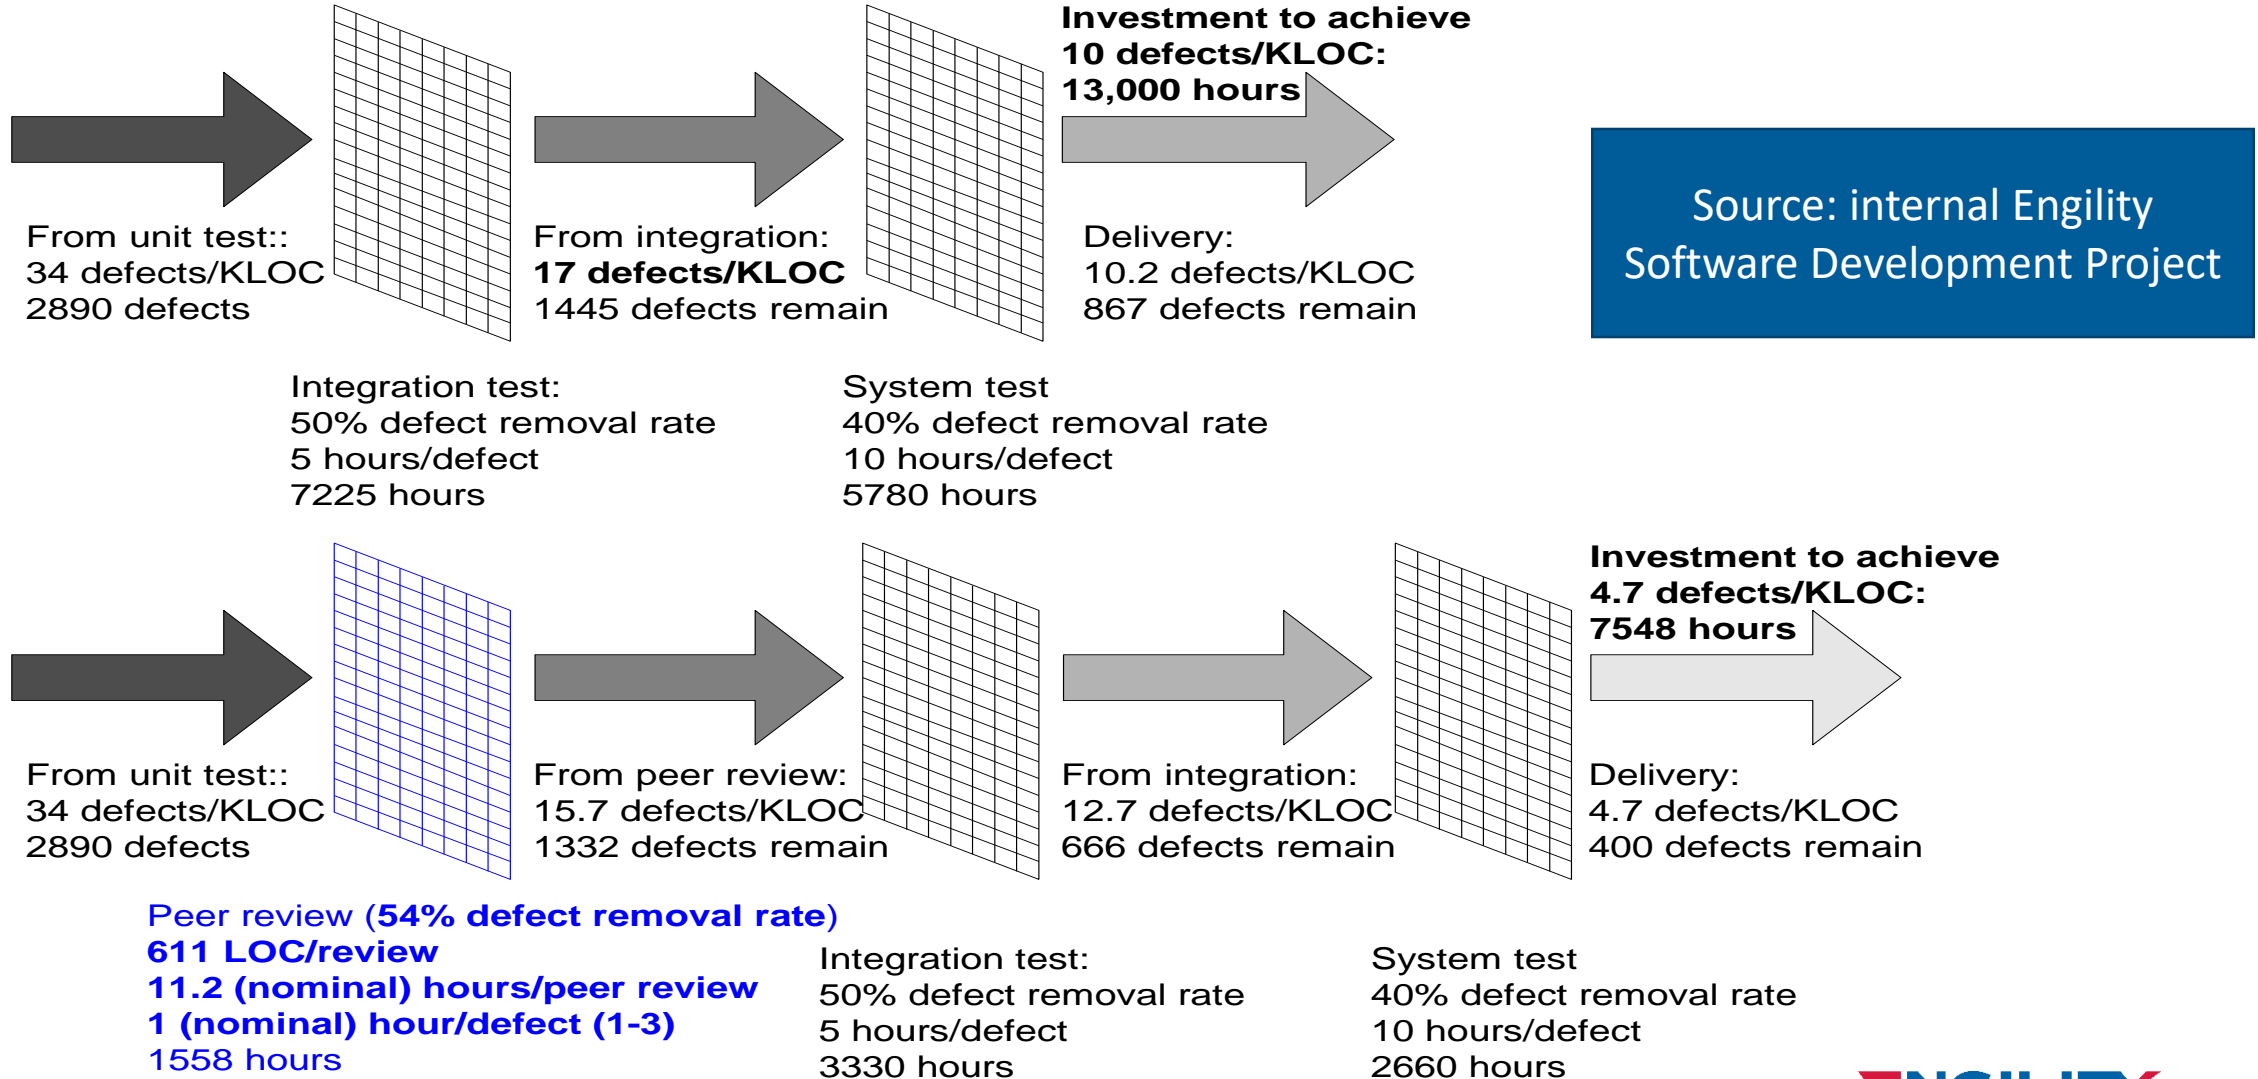 Investment to achieve
10 defects/KLOC:
13,000 hours
Source: internal Engility
Software Development Project
From unit test::
34 defects/KLOC
2890 defects
From integration:
17 defects/KLOC
1445 defects remain
Delivery:
10.2 defects/KLOC
867 defects remain
Integration test:
50% defect removal rate
5 hours/defect
7225 hours
System test
40% defect removal rate
10 hours/defect
5780 hours
Investment to achieve
4.7 defects/KLOC:
7548 hours
From unit test::
34 defects/KLOC
2890 defects
From peer review:
15.7 defects/KLOC
1332 defects remain
From integration:
12.7 defects/KLOC
666 defects remain
Delivery:
4.7 defects/KLOC
400 defects remain
Peer review (54% defect removal rate)
611 LOC/review
11.2 (nominal) hours/peer review
1 (nominal) hour/defect (1-3)
1558 hours
Integration test:
50% defect removal rate
5 hours/defect
3330 hours
System test
40% defect removal rate
10 hours/defect
2660 hours